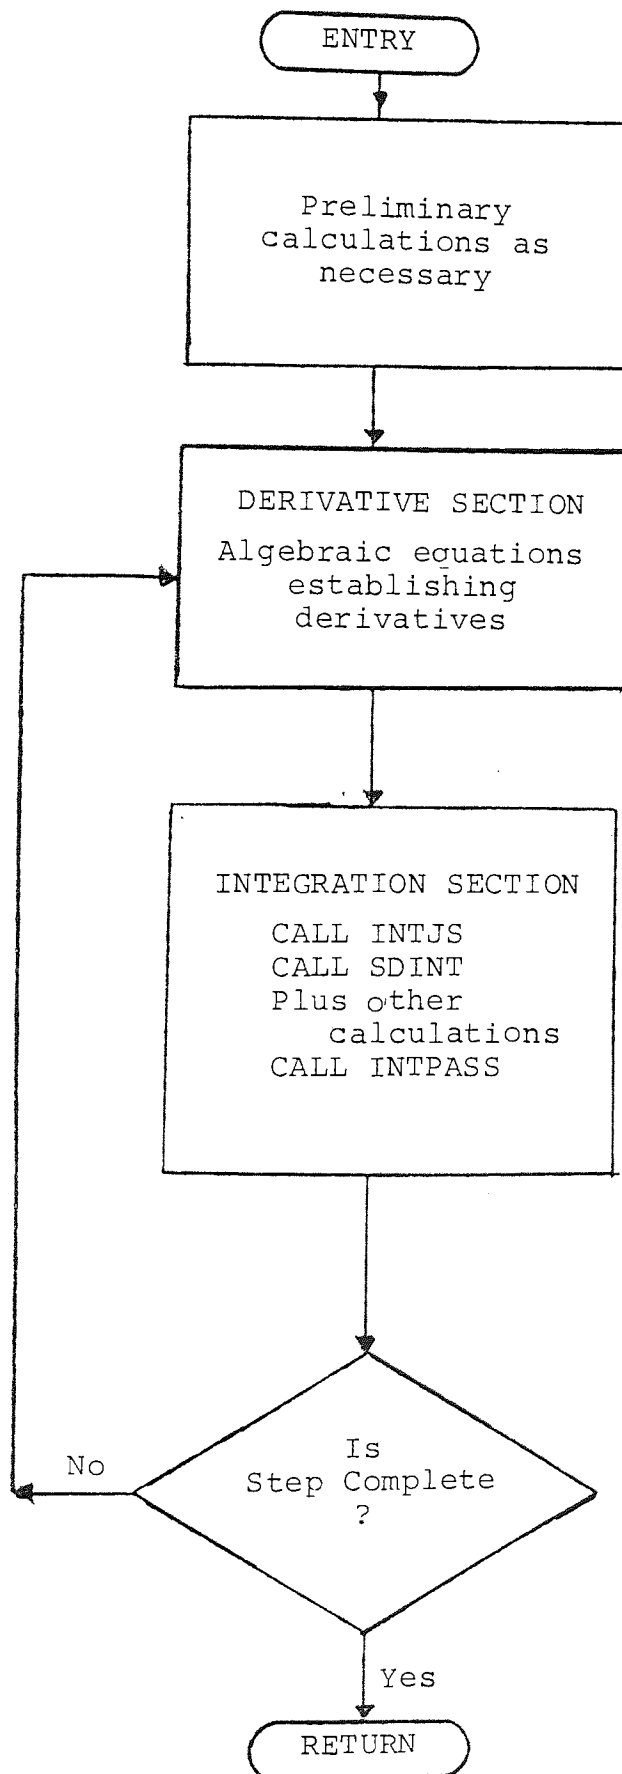 ENTRY
Preliminary
calculations as
necessary
DERIVATIVE SECTION
Algebraic equations
establishing
derivatives
INTEGRATION SECTION
CALL INTJS
CALL SDINT
Plus other
calculations
CALL INTPASS
Is
Step Complete
?
No
Yes
RETURN